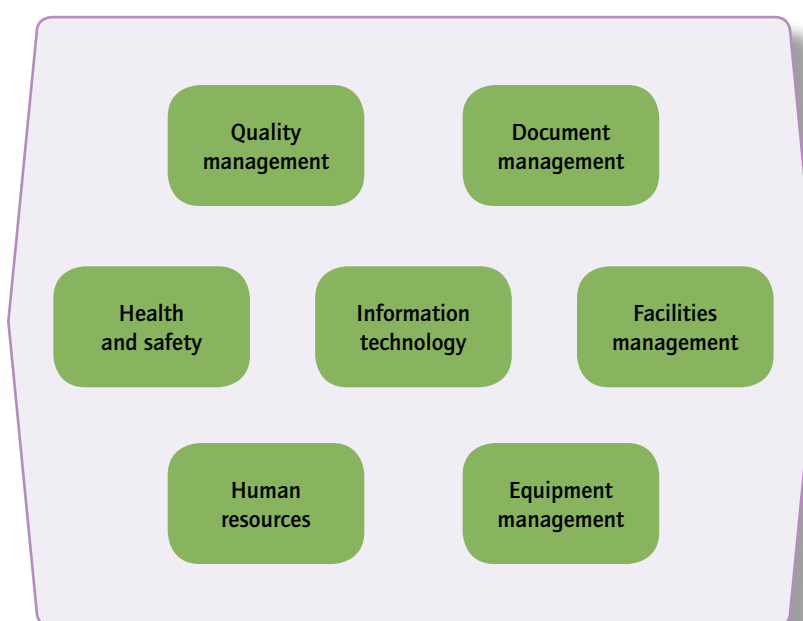 Quality
management
Document
management
Health
and safety
Information
technology
Facilities
management
Human
resources
Equipment
management